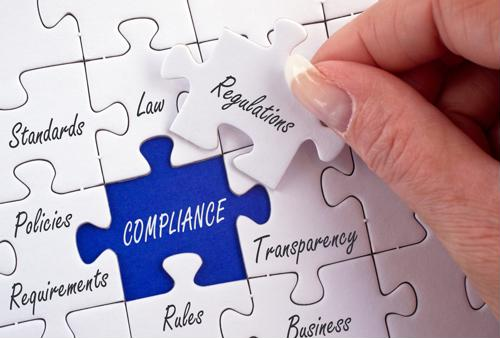 Regulations
Law
Standards
COMPLIANCE
Policies
Transparency
Requirements
Rules
Business